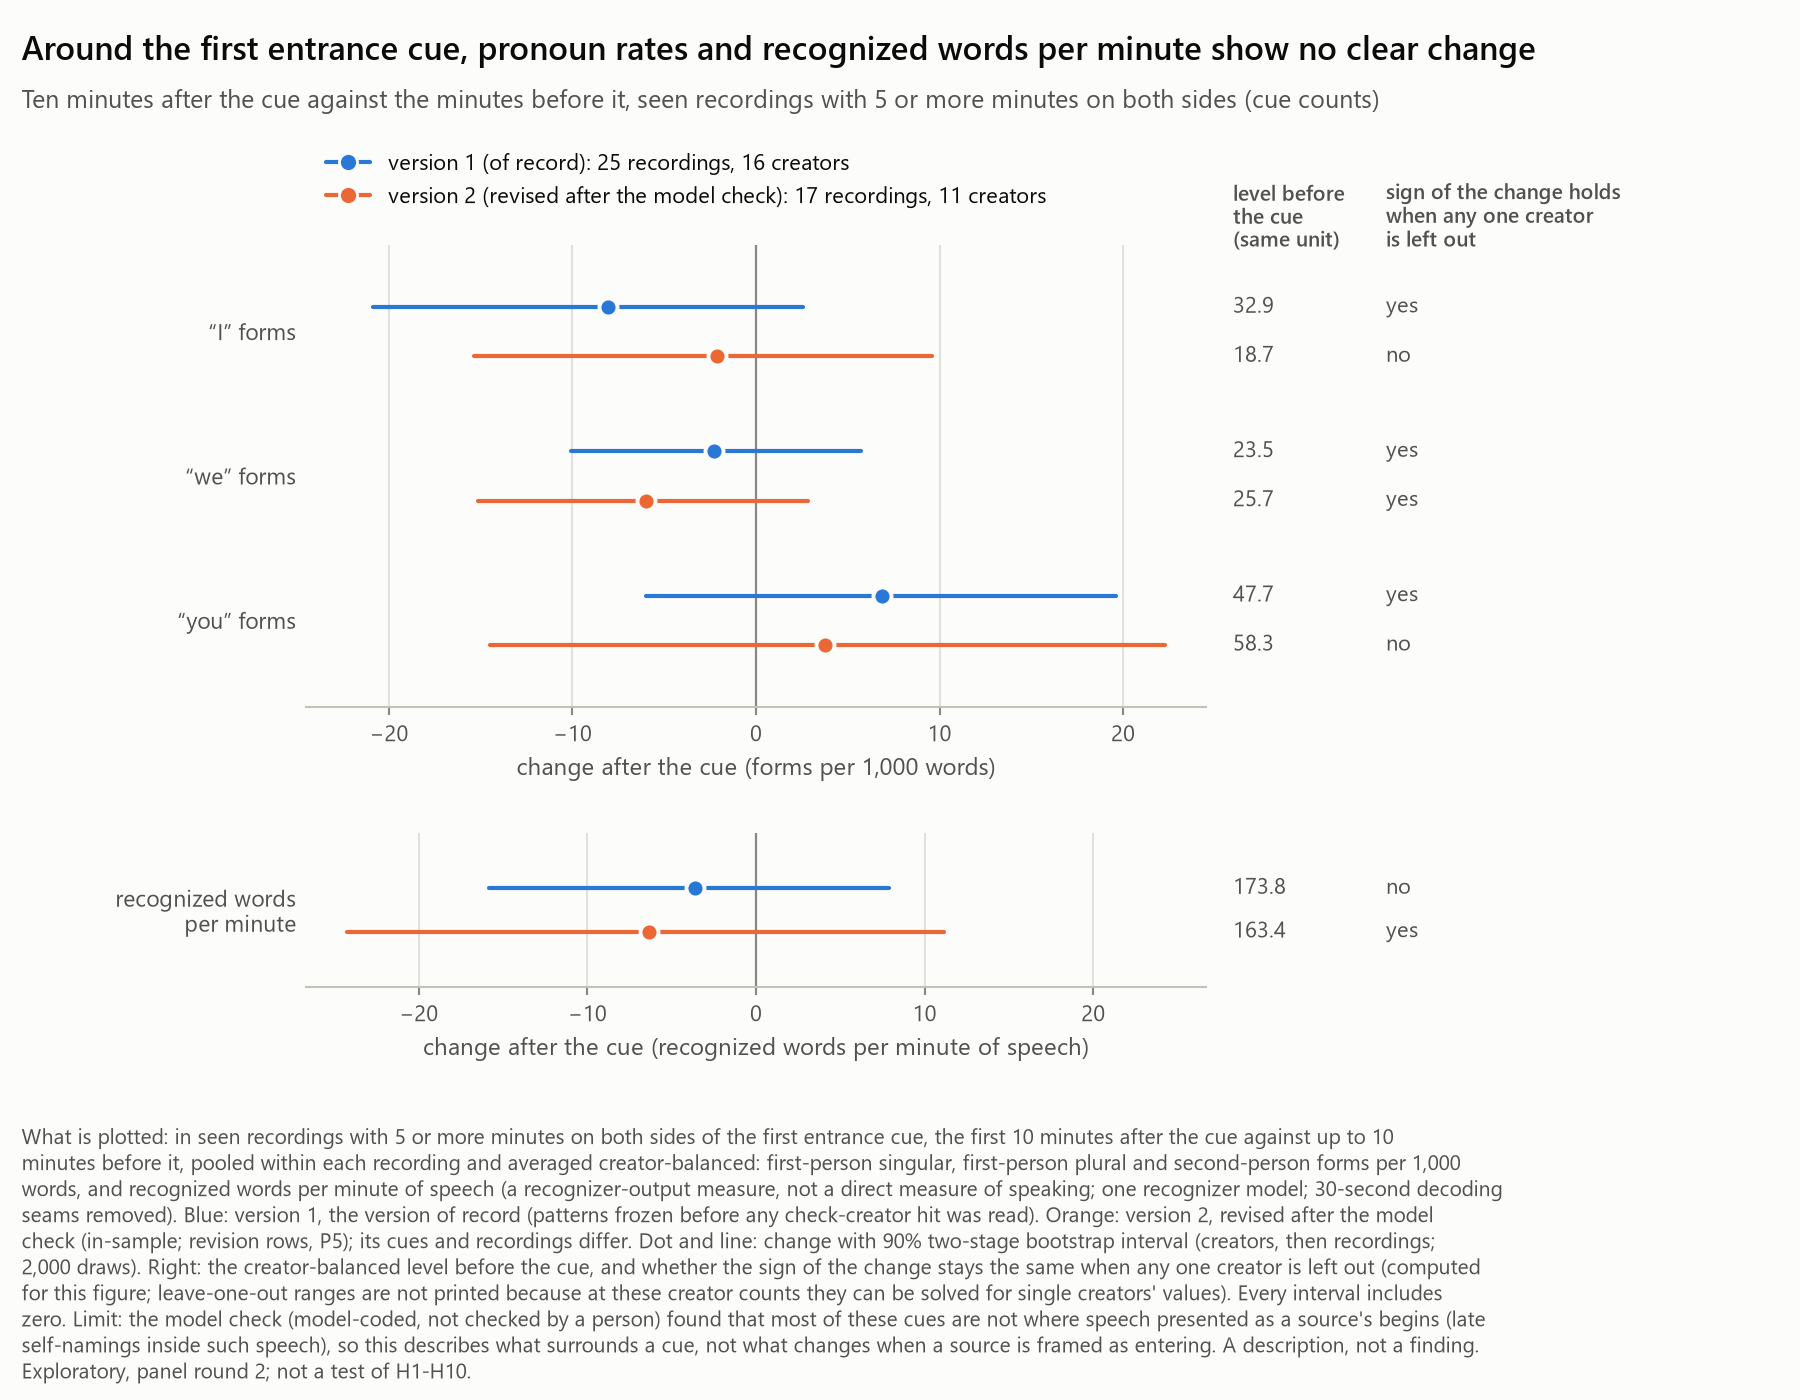 Around the first entrance cue, pronoun rates and recognized words per minute show no clear change
Ten minutes after the cue against the minutes before it, seen recordings with 5 or more minutes on both sides (cue counts)
version 1 (of record): 25 recordings, 16 creators
version 2 (revised after the model check): 17 recordings, 11 creators
level before
the cue
(same unit)
sign of the change holds
when any one creator
is left out
“I” forms
32.9 yes
18.7 no
“we” forms
23.5 yes
25.7 yes
“you” forms
47.7 yes
58.3 no
−20 −10 0 10 20
change after the cue (forms per 1,000 words)
recognized words
per minute
173.8 no
163.4 yes
−20 −10 0 10 20
change after the cue (recognized words per minute of speech)
What is plotted: in seen recordings with 5 or more minutes on both sides of the first entrance cue, the first 10 minutes after the cue against up to 10
minutes before it, pooled within each recording and averaged creator-balanced: first-person singular, first-person plural and second-person forms per 1,000
words, and recognized words per minute of speech (a recognizer-output measure, not a direct measure of speaking; one recognizer model; 30-second decoding
seams removed). Blue: version 1, the version of record (patterns frozen before any check-creator hit was read). Orange: version 2, revised after the model
check (in-sample; revision rows, P5); its cues and recordings differ. Dot and line: change with 90% two-stage bootstrap interval (creators, then recordings;
2,000 draws). Right: the creator-balanced level before the cue, and whether the sign of the change stays the same when any one creator is left out (computed
for this figure; leave-one-out ranges are not printed because at these creator counts they can be solved for single creators' values). Every interval includes
zero. Limit: the model check (model-coded, not checked by a person) found that most of these cues are not where speech presented as a source's begins (late
self-namings inside such speech), so this describes what surrounds a cue, not what changes when a source is framed as entering. A description, not a finding.
Exploratory, panel round 2; not a test of H1-H10.